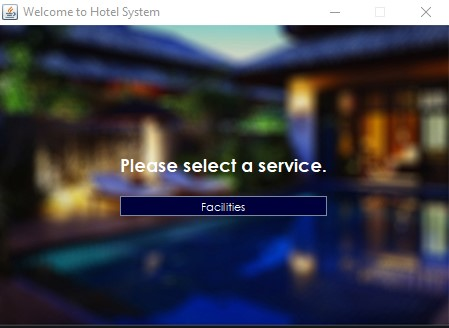 Welcome to Hotel System
Please select a service.
Facilities